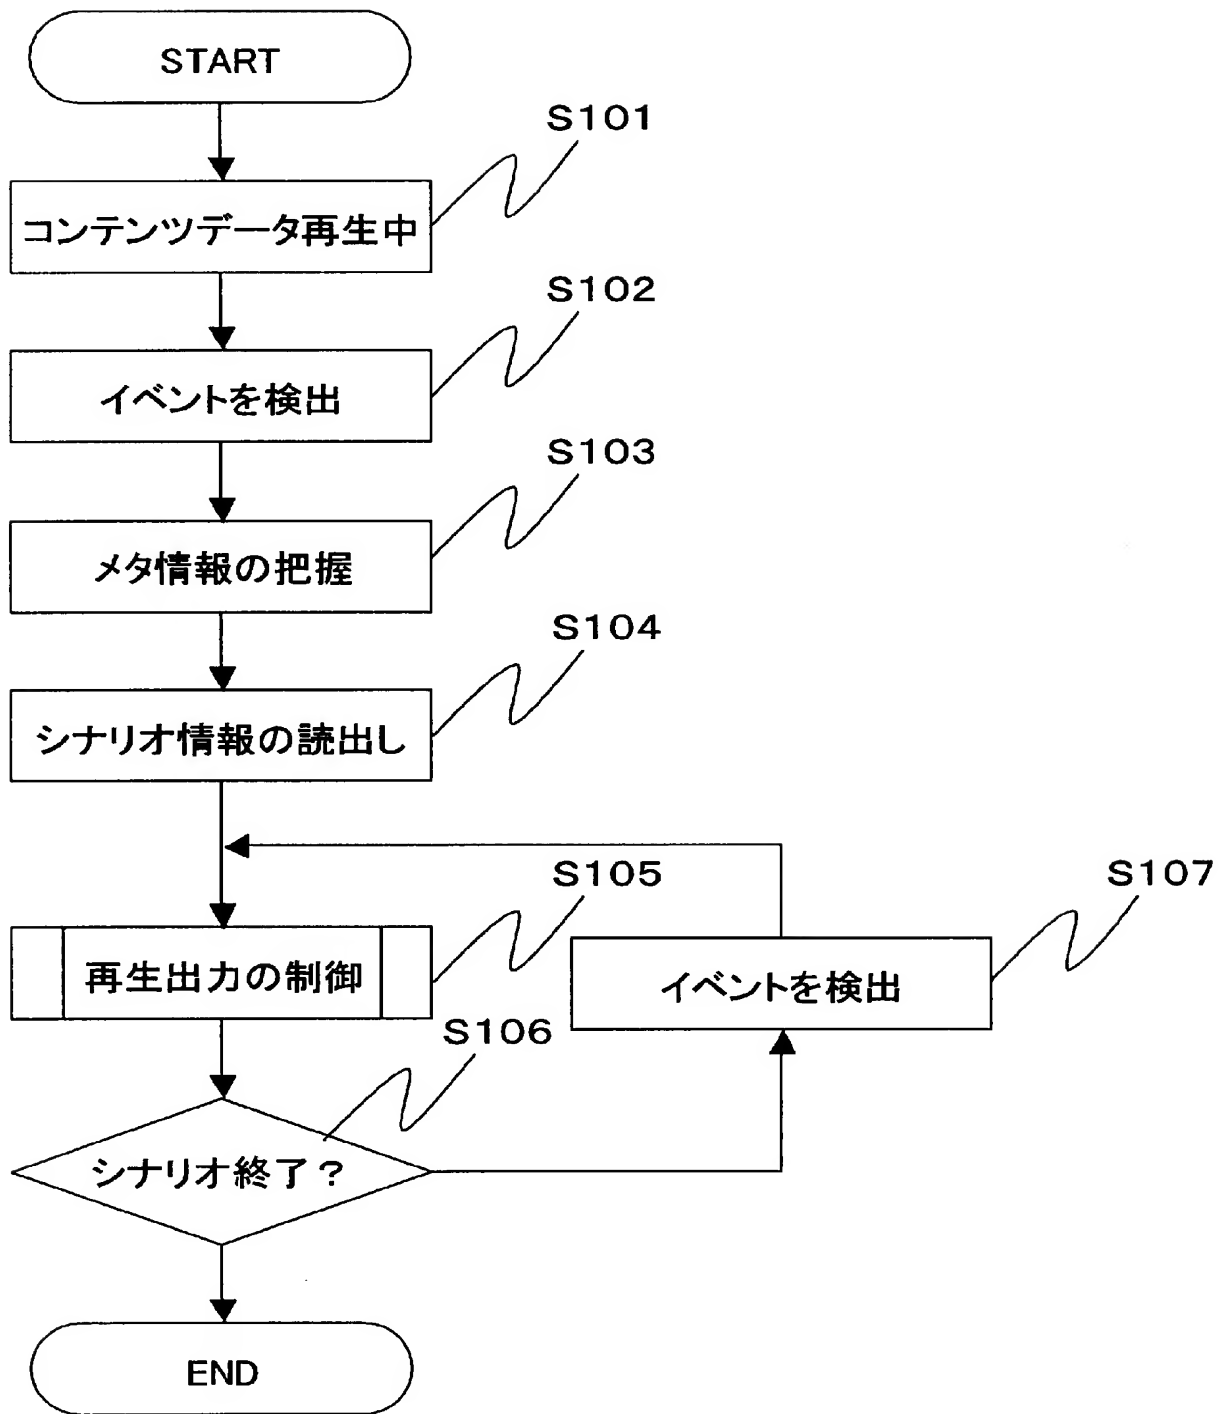 START
S101
コンテンツデータ再生中
S102
イベントを検出
S103
メタ情報の把握
S104
シナリオ情報の読出し
S105
再生出力の制御
S107
イベントを検出
S106
シナリオ終了？
END